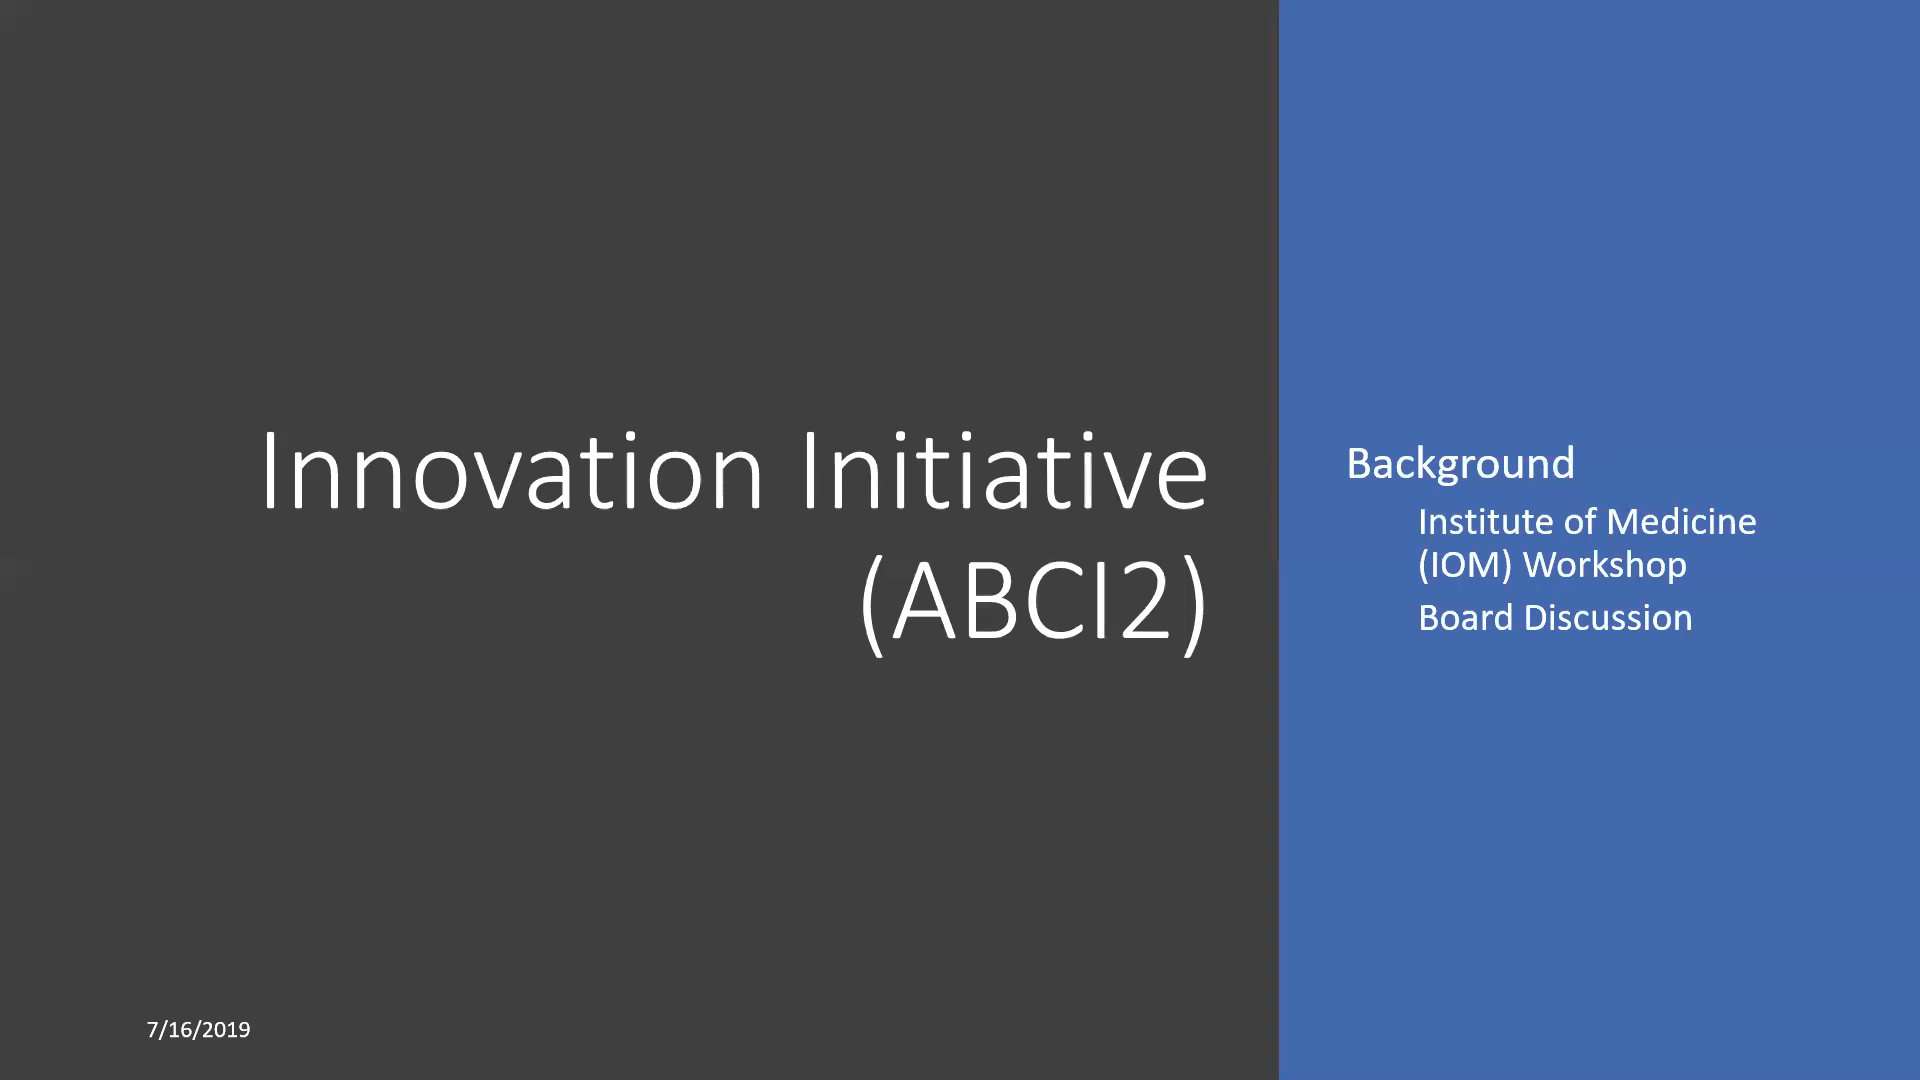 Innovation Initiative
(ABCI2)
Background
Institute of Medicine
(IOM) Workshop
Board Discussion
7/16/2019